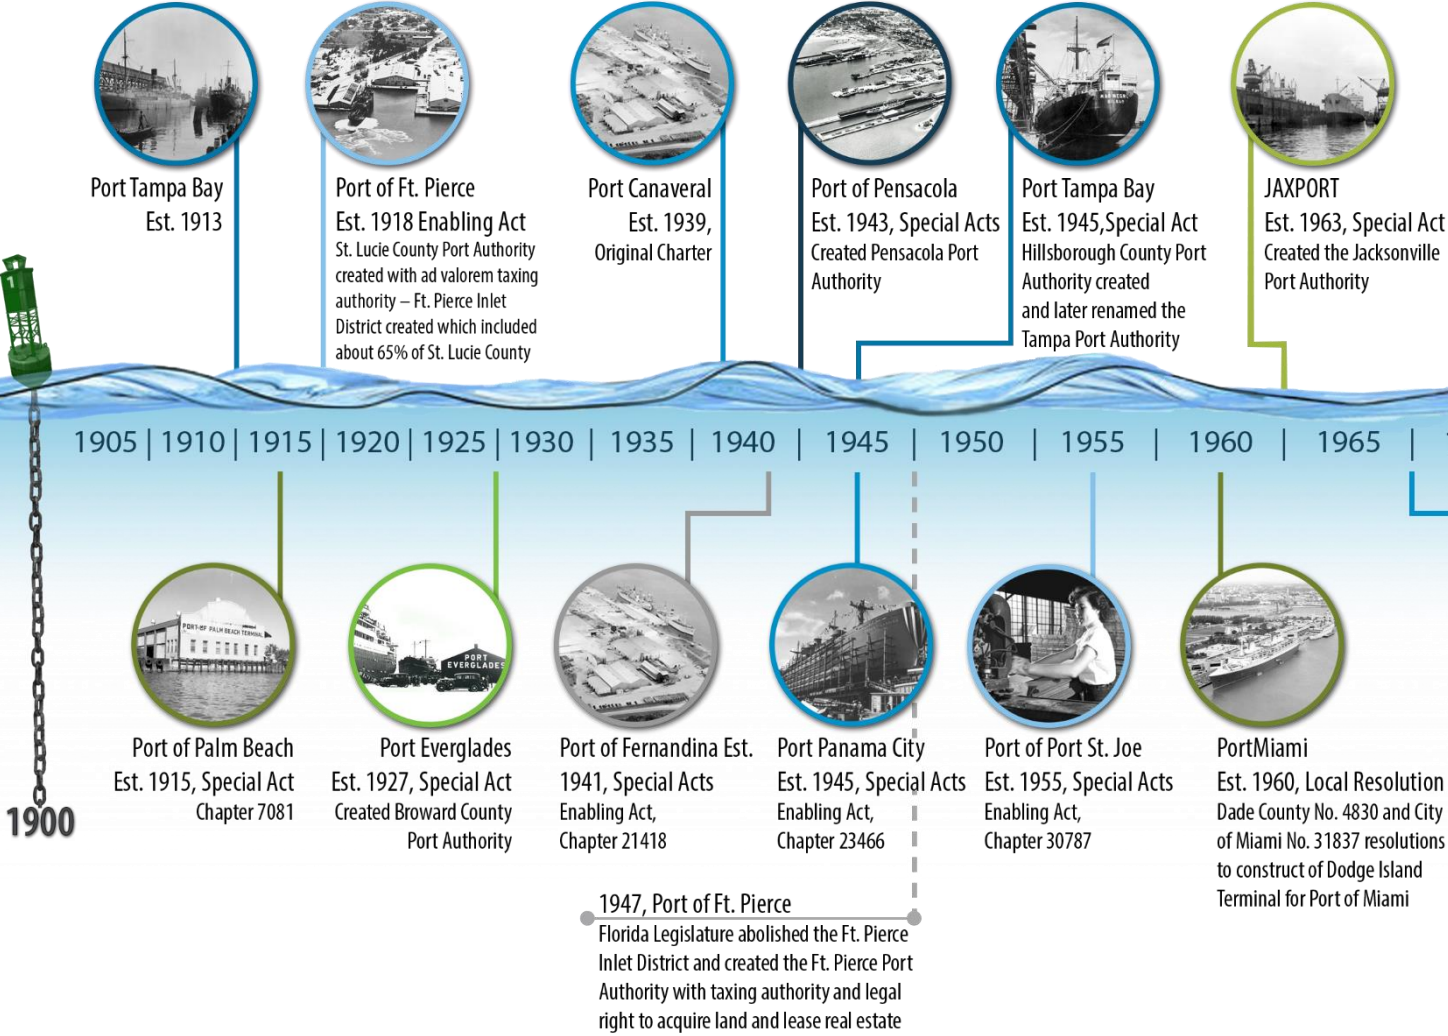 Port Tampa Bay
Est. 1913
Port of Ft. Pierce
Est. 1918 Enabling Act
St. Lucie County Port Authority
created with ad valorem taxing
authority – Ft. Pierce Inlet
District created which included
about 65% of St. Lucie County
Port Canaveral
Est. 1939,
Original Charter
Port of Pensacola
Est. 1943, Special Acts
Created Pensacola Port
Authority
Port Tampa Bay
Est. 1945,Special Act
Hillsborough County Port
Authority created
and later renamed the
Tampa Port Authority
JAXPORT
Est. 1963, Special Act
Created the Jacksonville
Port Authority
1905 | 1910 | 1915 | 1920 | 1925 | 1930 | 1935 | 1940 | 1945 | 1950 | 1955 | 1960 | 1965 |
1900
PORT-OF PALM BEACH TERMINAL
Port of Palm Beach
Est. 1915, Special Act
Chapter 7081
PORT
EVERGLADES
Port Everglades
Est. 1927, Special Act
Created Broward County
Port Authority
Port of Fernandina Est.
1941, Special Acts
Enabling Act,
Chapter 21418
Port Panama City
Est. 1945, Special Acts
Enabling Act,
Chapter 23466
Port of Port St. Joe
Est. 1955, Special Acts
Enabling Act,
Chapter 30787
PortMiami
Est. 1960, Local Resolution
Dade County No. 4830 and City
of Miami No. 31837 resolutions
to construct of Dodge Island
Terminal for Port of Miami
1947, Port of Ft. Pierce
Florida Legislature abolished the Ft. Pierce
Inlet District and created the Ft. Pierce Port
Authority with taxing authority and legal
right to acquire land and lease real estate